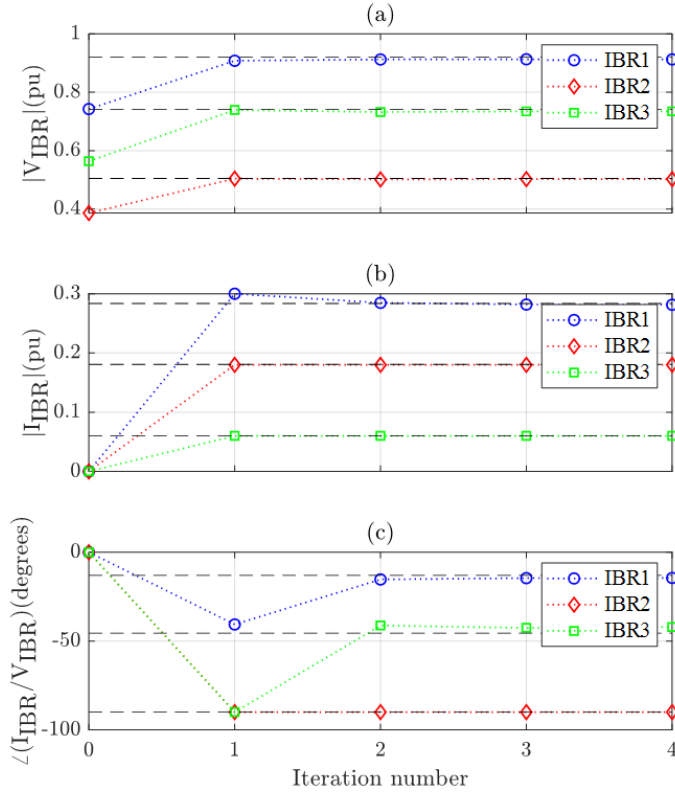 (a)
|V_IBR|(pu)
1
0.8
0.6
0.4
IBR1
IBR2
IBR3
(b)
|I_IBR|(pu)
0.3
0.2
0.1
0
IBR1
IBR2
IBR3
(c)
∠(I_IBR/V_IBR)(degrees)
0
-50
-100
IBR1
IBR2
IBR3
0 1 2 3 4
Iteration number